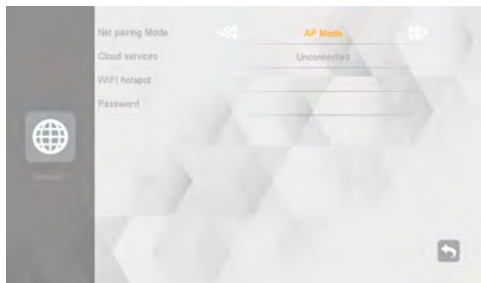 Net pairing Mode AP Mode
Cloud services Unconnected
WIFI hotspot
Password